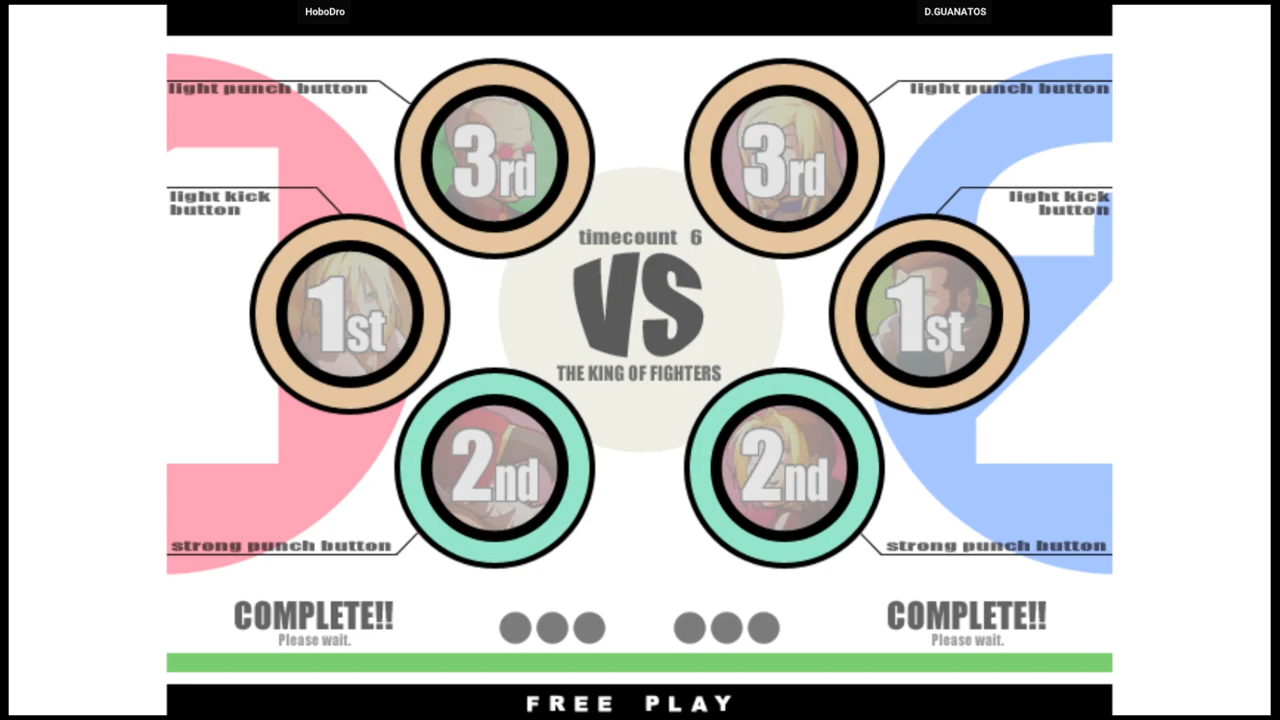 HoboDro
D.GUANATOS
light punch button
light punch button
3rd
3rd
light kick
button
light kick
button
timecount 6
VS
THE KING OF FIGHTERS
1st
1st
2nd
2nd
strong punch button
strong punch button
COMPLETE!!
Please wait.
COMPLETE!!
Please wait.
FREE PLAY